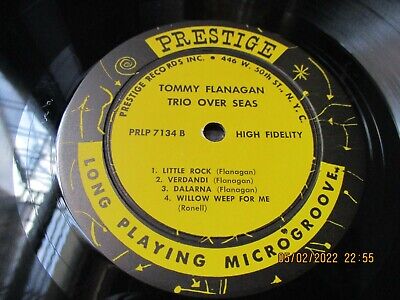 PRESTIGE
PRESTIGE RECORDS INC. • 446 W. 50th ST., N. Y. C.
TOMMY FLANAGAN
TRIO OVER SEAS
PRLP 7134 B
HIGH FIDELITY
1. LITTLE ROCK (Flanagan)
2. VERDANDI (Flanagan)
3. DALARNA (Flanagan)
4. WILLOW WEEP FOR ME
(Ronell)
LONG PLAYING MICROGROOVE
05/02/2022 22:55